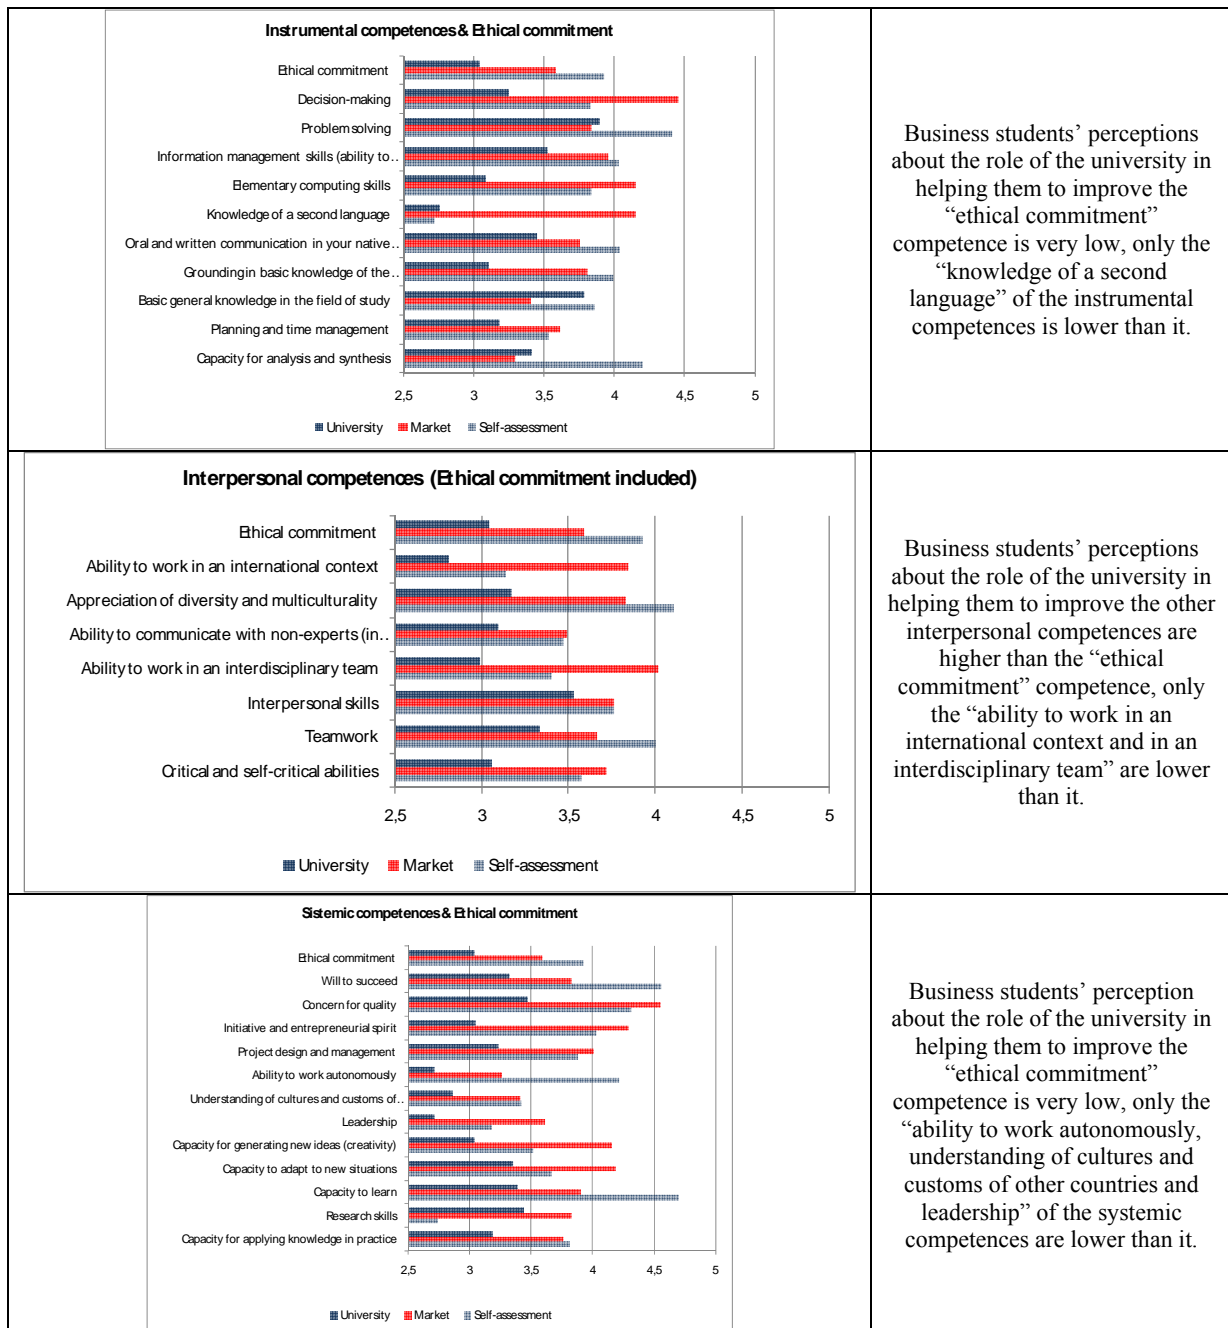 Instrumental competences & Ethical commitment
Ethical commitment
Decision-making
Problem solving
Information management skills (ability to..
Elementary computing skills
Knowledge of a second language
Oral and written communication in your native..
Grounding in basic knowledge of the..
Basic general knowledge in the field of study
Planning and time management
Capacity for analysis and synthesis
2,5 3 3,5 4 4,5 5
University Market Self-assessment
Business students’ perceptions
about the role of the university in
helping them to improve the
“ethical commitment”
competence is very low, only the
“knowledge of a second
language” of the instrumental
competences is lower than it.
Interpersonal competences (Ethical commitment included)
Ethical commitment
Ability to work in an international context
Appreciation of diversity and multiculturality
Ability to communicate with non-experts (in..
Ability to work in an interdisciplinary team
Interpersonal skills
Teamwork
Critical and self-critical abilities
2,5 3 3,5 4 4,5 5
University Market Self-assessment
Business students’ perceptions
about the role of the university in
helping them to improve the other
interpersonal competences are
higher than the “ethical
commitment” competence, only
the “ability to work in an
international context and in an
interdisciplinary team” are lower
than it.
Sistemic competences & Ethical commitment
Ethical commitment
Will to succeed
Concern for quality
Initiative and entrepreneurial spirit
Project design and management
Ability to work autonomously
Understanding of cultures and customs of..
Leadership
Capacity for generating new ideas (creativity)
Capacity to adapt to new situations
Capacity to learn
Research skills
Capacity for applying knowledge in practice
2,5 3 3,5 4 4,5 5
University Market Self-assessment
Business students’ perception
about the role of the university in
helping them to improve the
“ethical commitment”
competence is very low, only the
“ability to work autonomously,
understanding of cultures and
customs of other countries and
leadership” of the systemic
competences are lower than it.